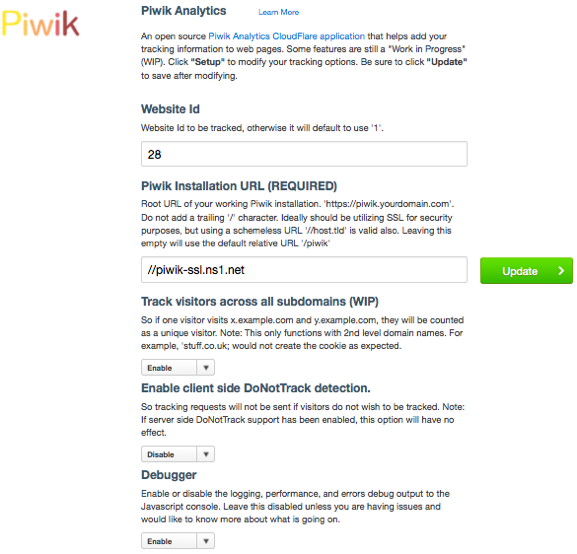 Piwik
Piwik Analytics Learn More
An open source Piwik Analytics CloudFlare application that helps add your
tracking information to web pages. Some features are still a "Work in Progress"
(WIP). Click "Setup" to modify your tracking options. Be sure to click "Update"
to save after modifying.
Website Id
Website Id to be tracked, otherwise it will default to use '1'.
28
Piwik Installation URL (REQUIRED)
Root URL of your working Piwik installation. 'https://piwik.yourdomain.com'.
Do not add a trailing '/' character. Ideally should be utilizing SSL for security
purposes, but using a schemeless URL '//host.tld' is valid also. Leaving this
empty will use the default relative URL '/piwik'
//piwik-ssl.ns1.net
Update
Track visitors across all subdomains (WIP)
So if one visitor visits x.example.com and y.example.com, they will be counted
as a unique visitor. Note: This only functions with 2nd level domain names. For
example, 'stuff.co.uk; would not create the cookie as expected.
Enable
Enable client side DoNotTrack detection.
So tracking requests will not be sent if visitors do not wish to be tracked. Note:
If server side DoNotTrack support has been enabled, this option will have no
effect.
Disable
Debugger
Enable or disable the logging, performance, and errors debug output to the
Javascript console. Leave this disabled unless you are having issues and
would like to know more about what is going on.
Enable